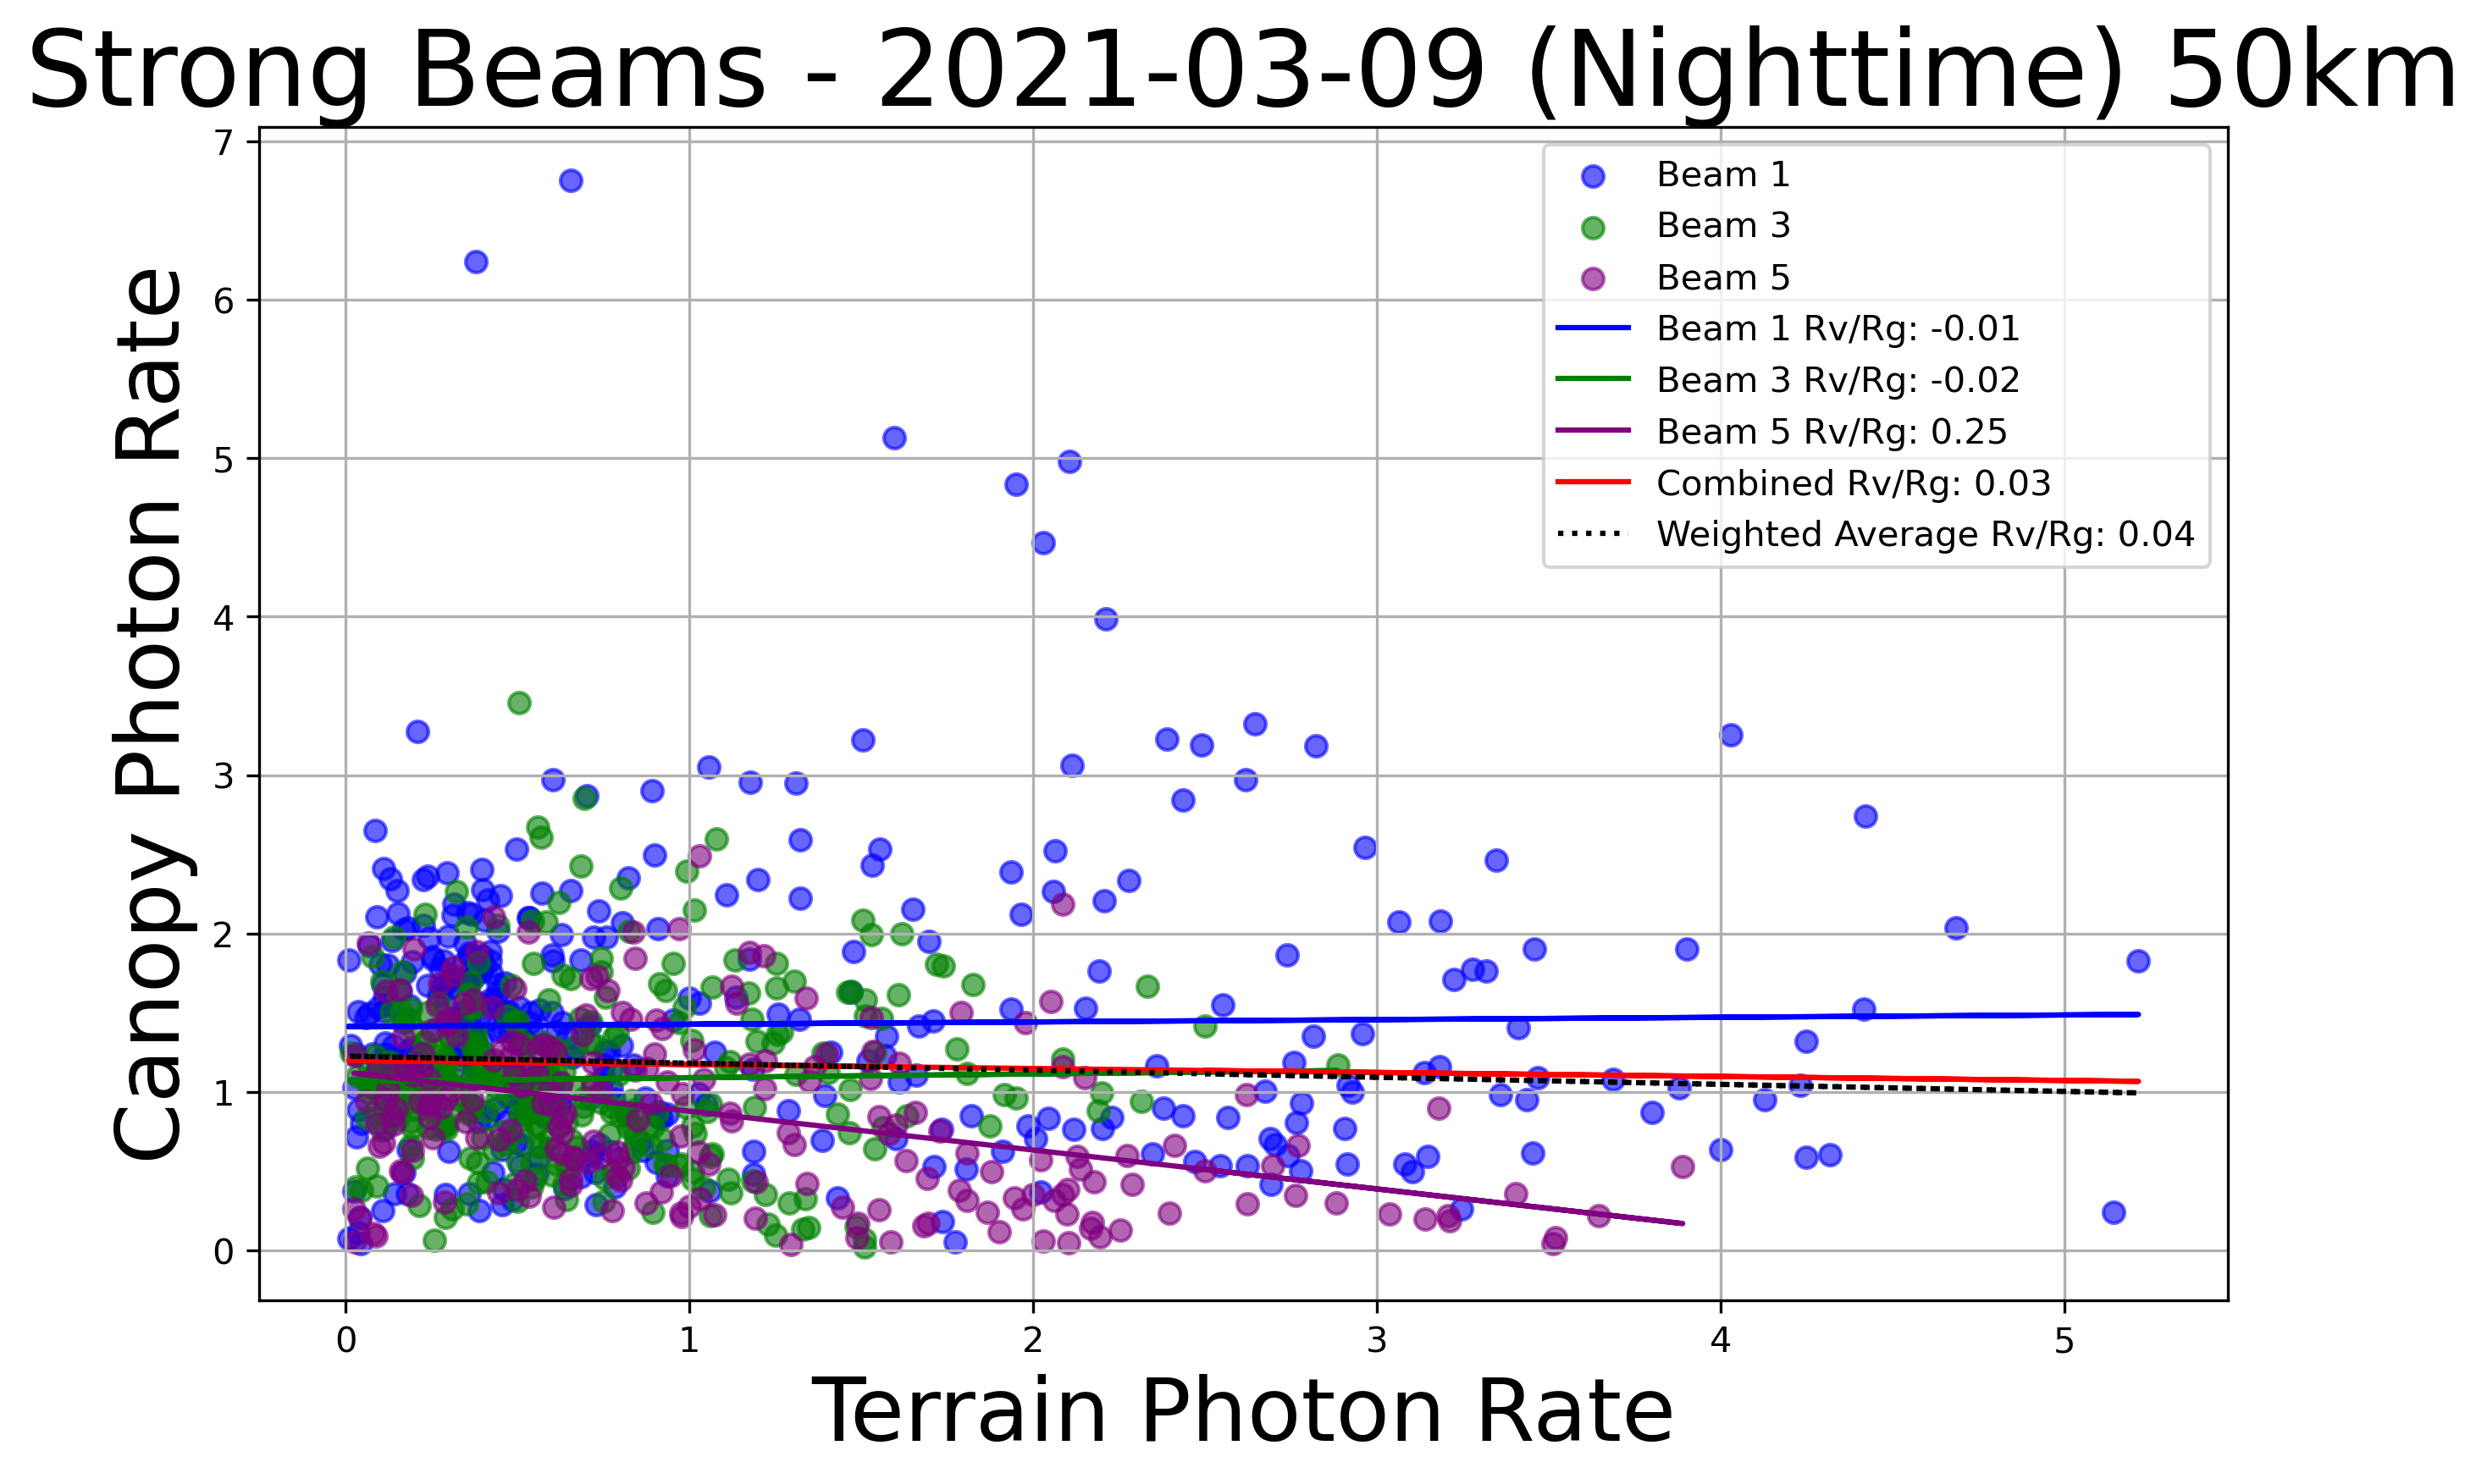 Strong Beams - 2021-03-09 (Nighttime) 50km
Canopy Photon Rate
7
6
5
4
3
2
1
0
Beam 1
Beam 3
Beam 5
Beam 1 Rv/Rg: -0.01
Beam 3 Rv/Rg: -0.02
Beam 5 Rv/Rg: 0.25
Combined Rv/Rg: 0.03
Weighted Average Rv/Rg: 0.04
0 1 2 3 4 5
Terrain Photon Rate